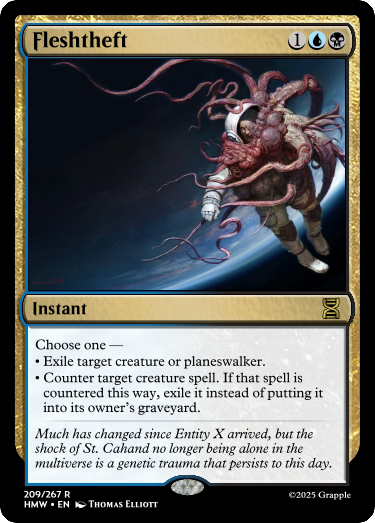 Fleshtheft 1
Instant
Choose one —
• Exile target creature or planeswalker.
• Counter target creature spell. If that spell is
countered this way, exile it instead of putting it
into its owner's graveyard.
Much has changed since Entity X arrived, but the
shock of St. Cahand no longer being alone in the
multiverse is a genetic trauma that persists to this day.
209/267 R
HMW • EN Thomas Elliott
©2025 Grapple